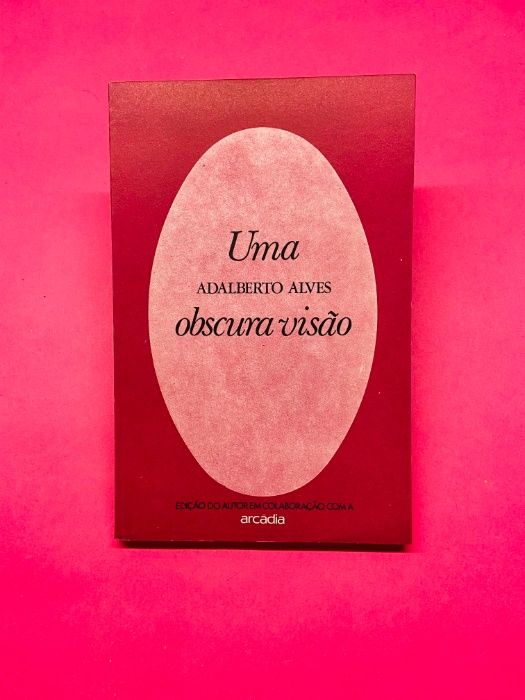 Uma
ADALBERTO ALVES
obscura visão
EDIÇÃO DO AUTOR EM COLABORAÇÃO COM A
arcádia